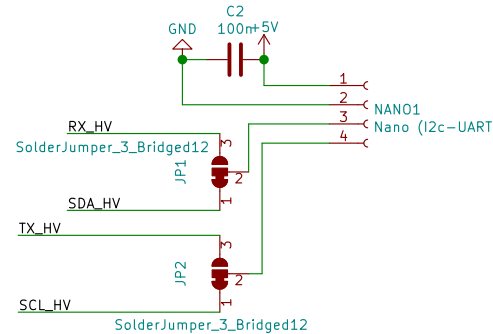 C2
GND
100n
+5V
1
2
NANO1
RX_HV
3
Nano (I2c-UART
3
4
SolderJumper_3_Bridged12
JP1
2
1
SDA_HV
TX_HV
3
JP2
2
1
SCL_HV
SolderJumper_3_Bridged12